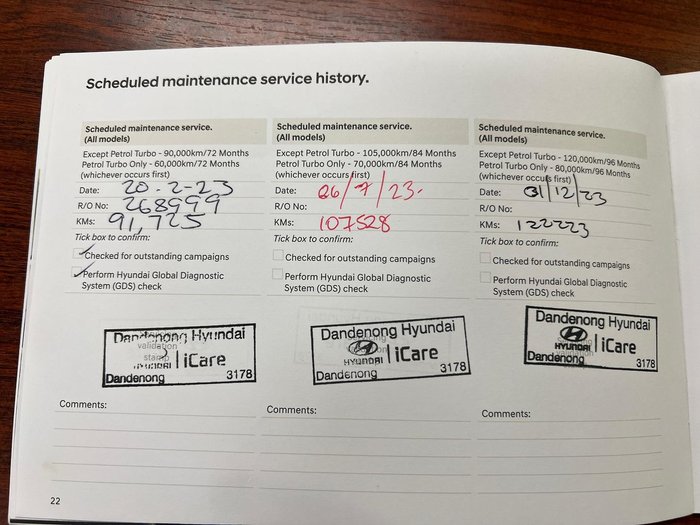 Scheduled maintenance service history.
Scheduled maintenance service.
(All models)
Except Petrol Turbo - 90,000km/72 Months
Petrol Turbo Only - 60,000km/72 Months
(whichever occurs first)
Date: 20-2-23
R/O No: 268999
KMs: 91,725
Tick box to confirm:
Checked for outstanding campaigns
Perform Hyundai Global Diagnostic
System (GDS) check
Dandenong Hyundai
validation
stamp
HYUNDAI | iCare
Dandenong 3178
Comments:
Scheduled maintenance service.
(All models)
Except Petrol Turbo - 105,000km/84 Months
Petrol Turbo Only - 70,000km/84 Months
(whichever occurs first)
Date: 06/7/23.
R/O No:
KMs: 107528
Tick box to confirm:
Checked for outstanding campaigns
Perform Hyundai Global Diagnostic
System (GDS) check
Dandenong Hyundai
HYUNDAI | iCare
Dandenong 3178
Comments:
Scheduled maintenance service.
(All models)
Except Petrol Turbo - 120,000km/96 Months
Petrol Turbo Only - 80,000km/96 Months
(whichever occurs first)
Date: 01/12/23
R/O No:
KMs: 122223
Tick box to confirm:
Checked for outstanding campaigns
Perform Hyundai Global Diagnostic
System (GDS) check
Dandenong Hyundai
HYUNDAI | iCare
Dandenong 3178
Comments:
22